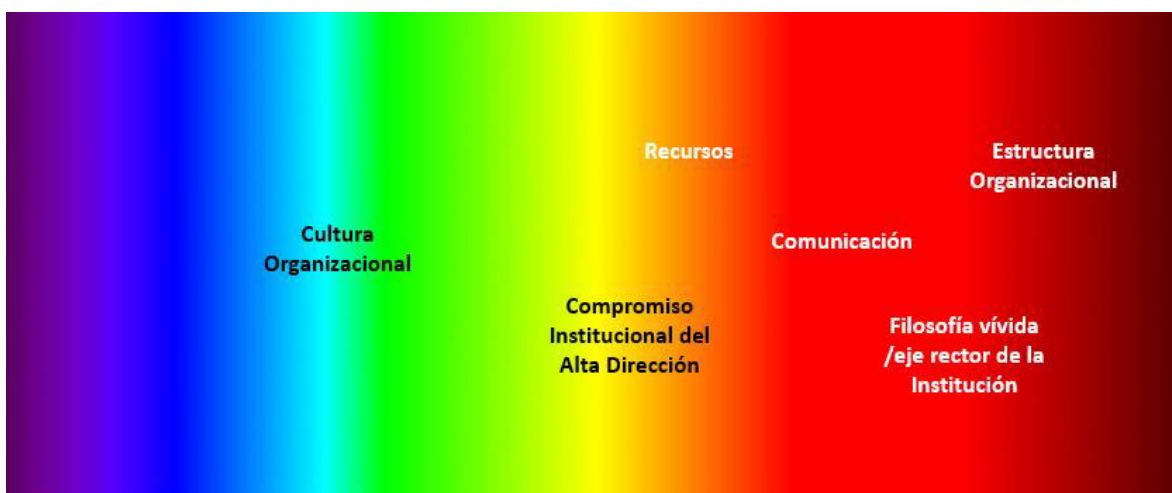 Recursos
Estructura
Organizacional
Cultura
Organizacional
Comunicación
Compromiso
Institucional del
Alta Dirección
Filosofía vívida
/eje rector de la
Institución